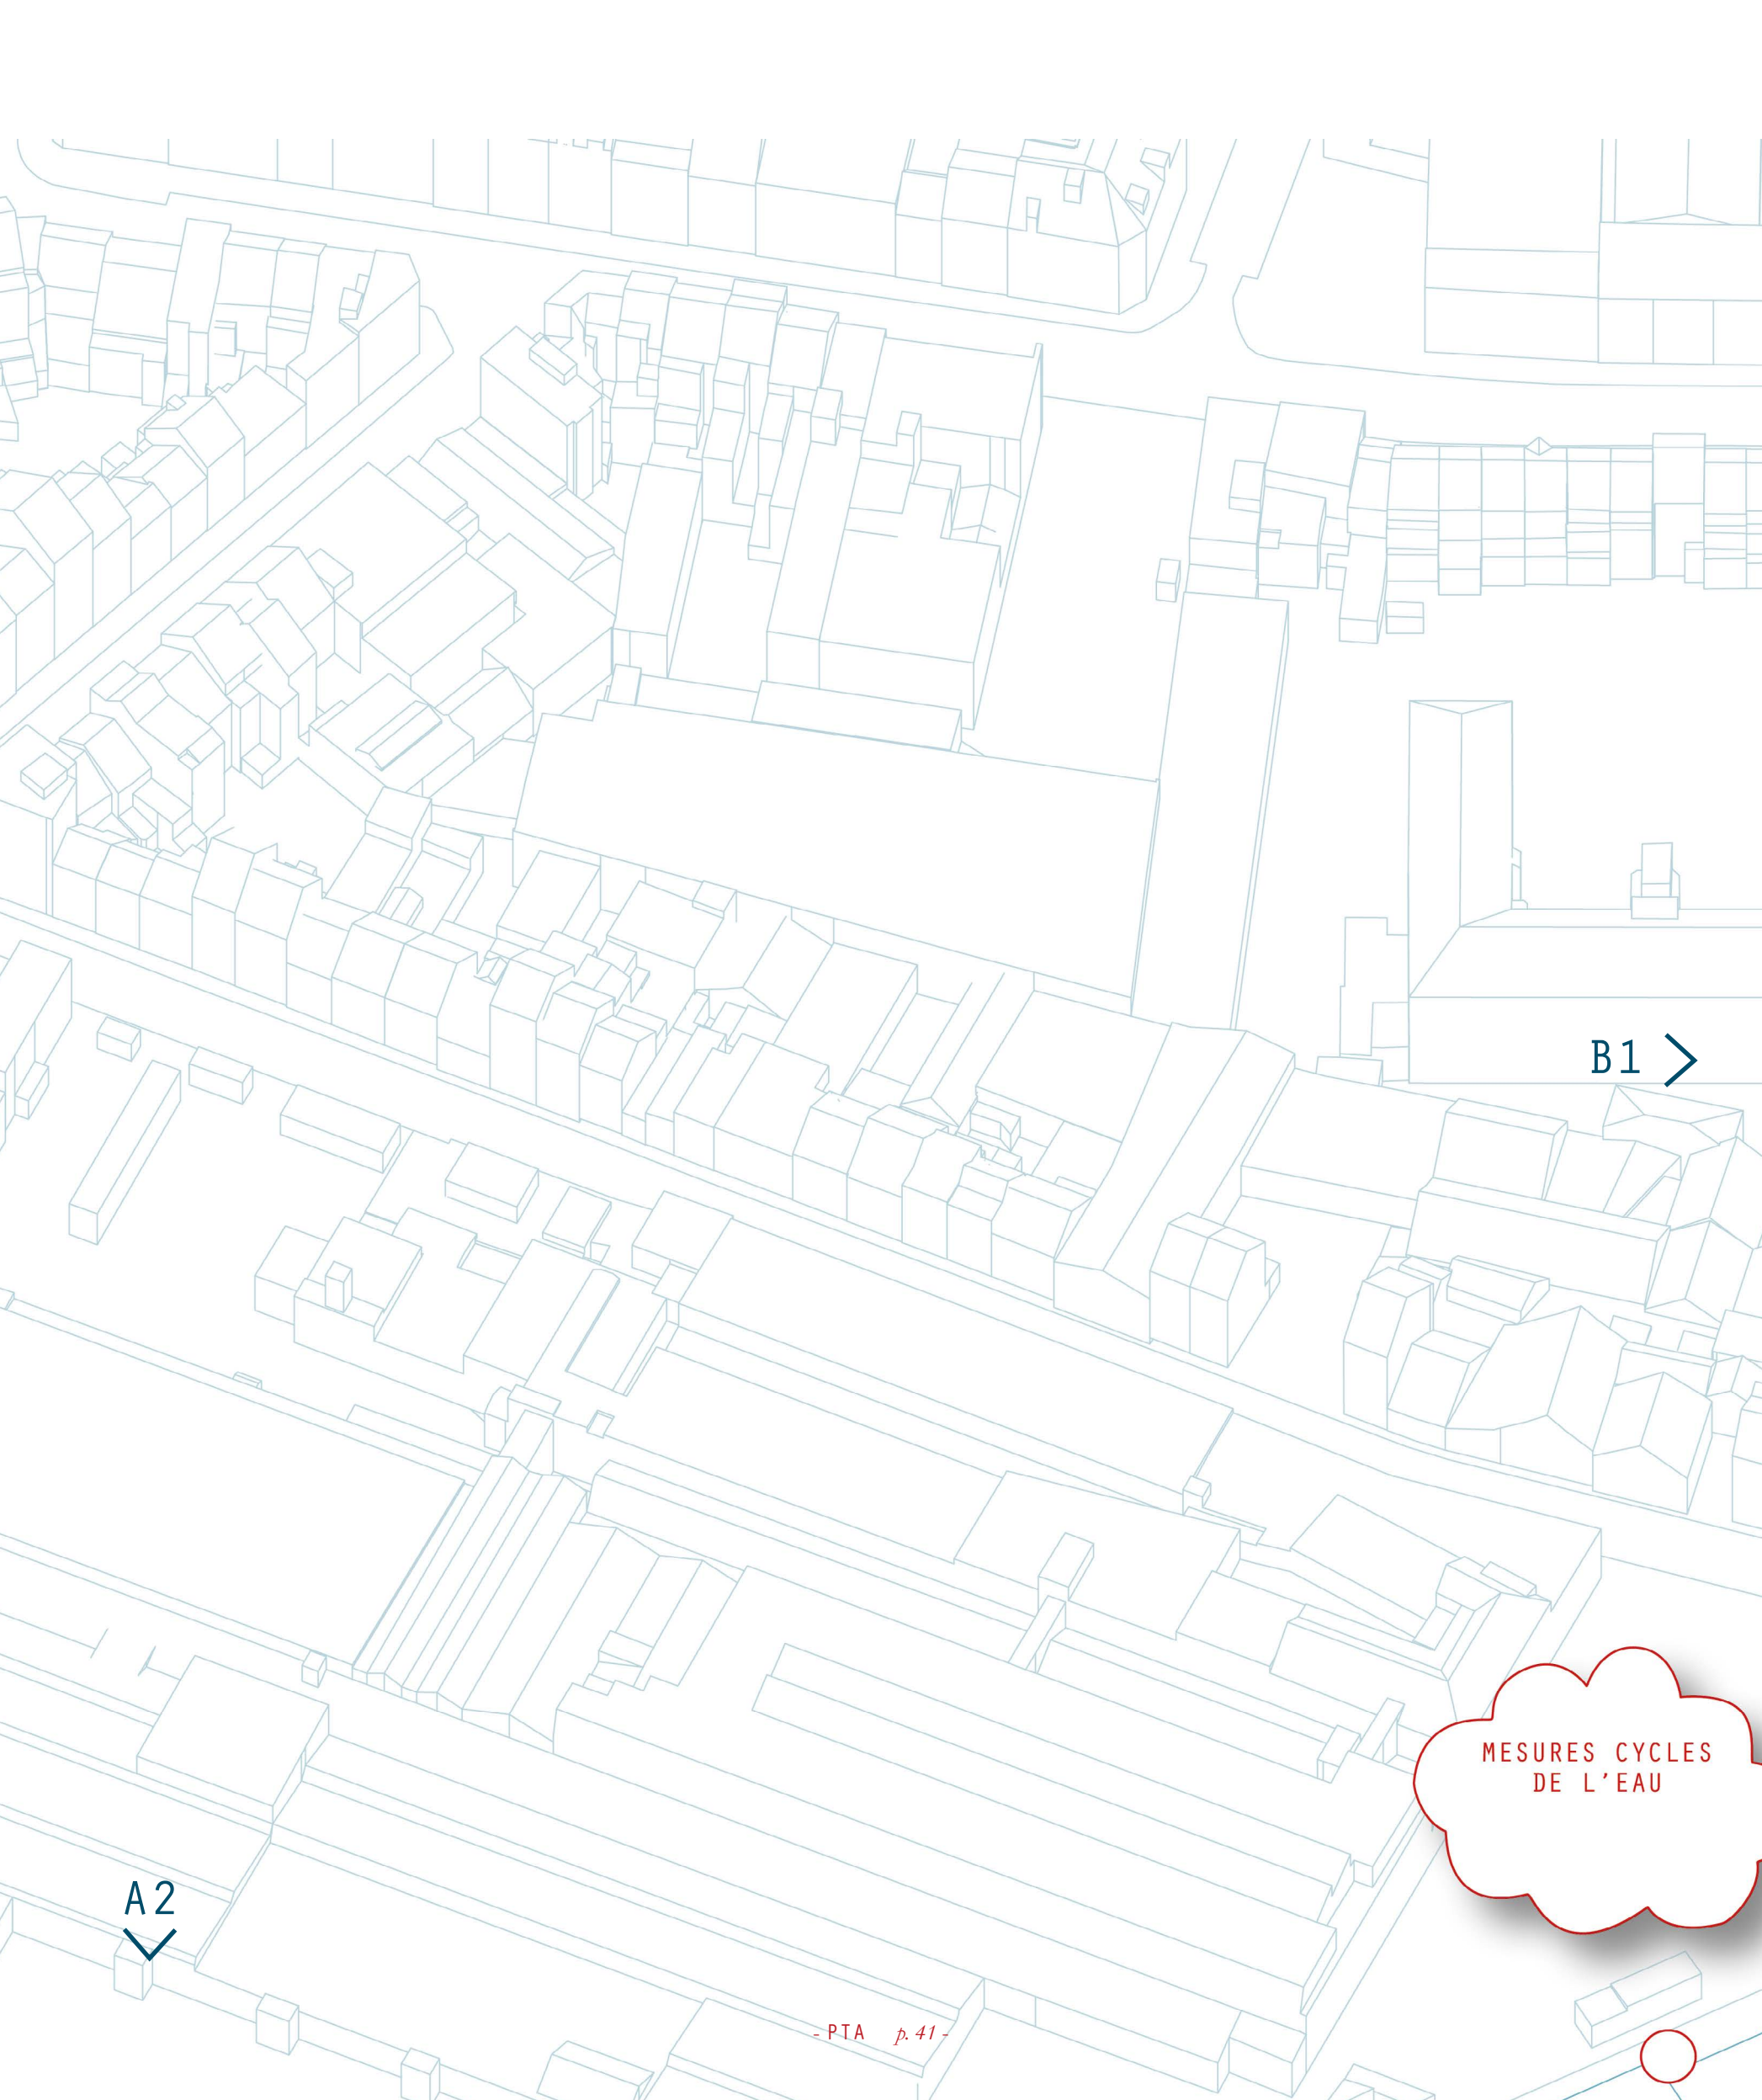 B1
MESURES CYCLES
DE L'EAU
A2
- PTA p. 41 -